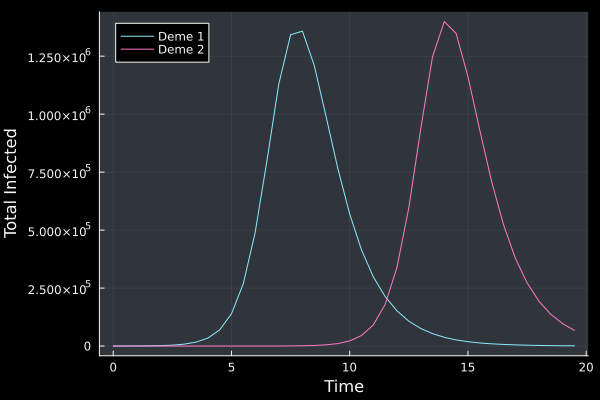 Deme 1
Deme 2
Total Infected
1.250×10⁶
1.000×10⁶
7.500×10⁵
5.000×10⁵
2.500×10⁵
0
0 5 10 15 20
Time